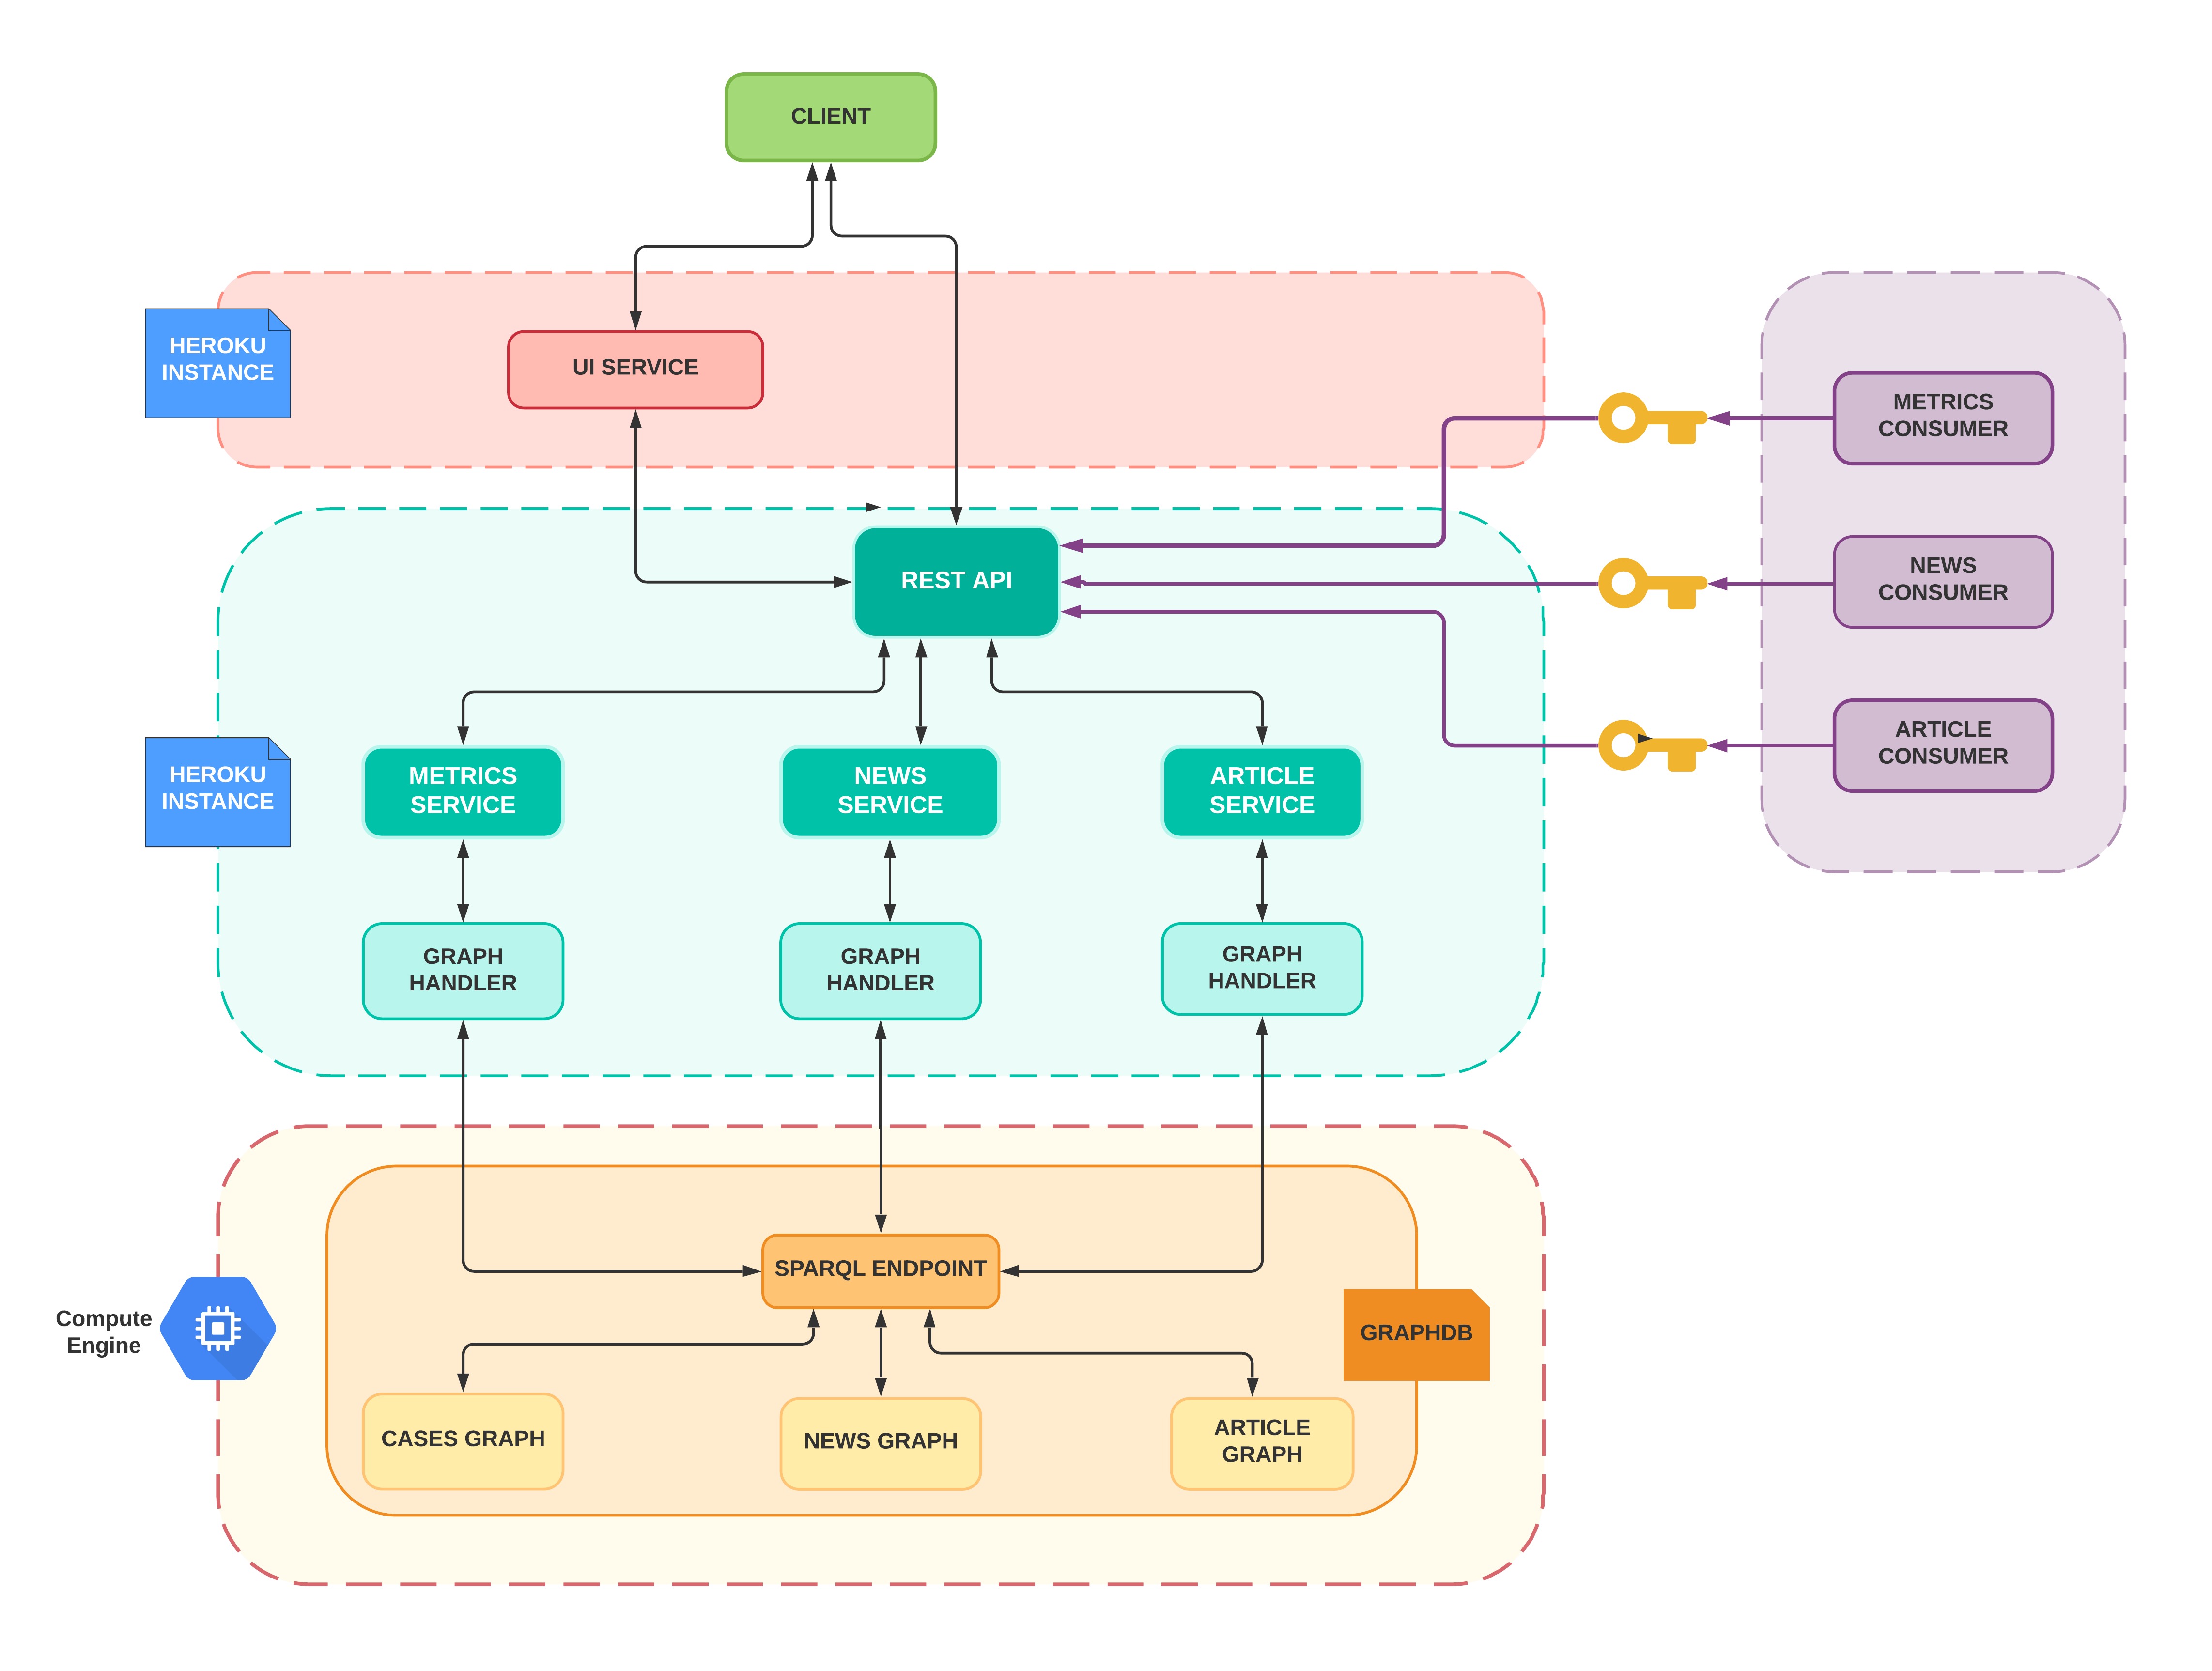 CLIENT
HEROKU
INSTANCE
UI SERVICE
METRICS
CONSUMER
REST API
NEWS
CONSUMER
ARTICLE
CONSUMER
HEROKU
INSTANCE
METRICS
SERVICE
NEWS
SERVICE
ARTICLE
SERVICE
GRAPH
HANDLER
GRAPH
HANDLER
GRAPH
HANDLER
SPARQL ENDPOINT
Compute
Engine
GRAPHDB
CASES GRAPH
NEWS GRAPH
ARTICLE
GRAPH